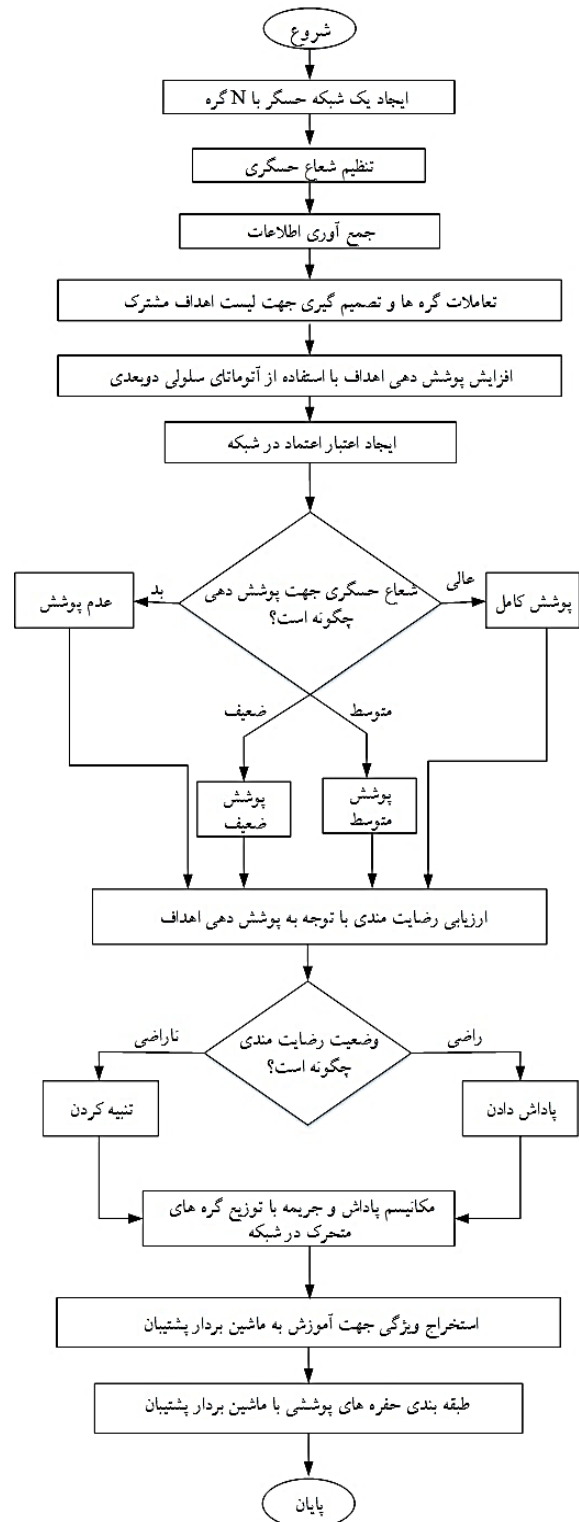 شروع
ایجاد یک شبکه حسگر با N گره
تنظیم شعاع حسگری
جمع آوری اطلاعات
تعاملات گره ها و تصمیم گیری جهت لیست اهداف مشترک
افزایش پوشش دهی اهداف با استفاده از آتوماتای سلولی دوبعدی
ایجاد اعتبار اعتماد در شبکه
شعاع حسگری جهت پوشش دهی
چگونه است؟
عالی
بد
پوشش کامل
عدم پوشش
متوسط
ضعیف
پوشش
متوسط
پوشش
ضعیف
ارزیابی رضایت مندی با توجه به پوشش دهی اهداف
وضعیت رضایت مندی
چگونه است؟
راضی
ناراضی
پاداش دادن
تنبیه کردن
مکانیسم پاداش و جریمه با توزیع گره های
متحرک در شبکه
استخراج ویژگی جهت آموزش به ماشین بردار پشتیبان
طبقه بندی حفره های پوششی با ماشین بردار پشتیبان
پایان